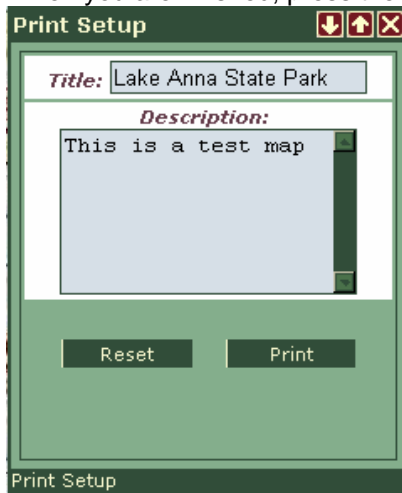 Print Setup
Title: Lake Anna State Park
Description:
This is a test map
Reset Print
Print Setup